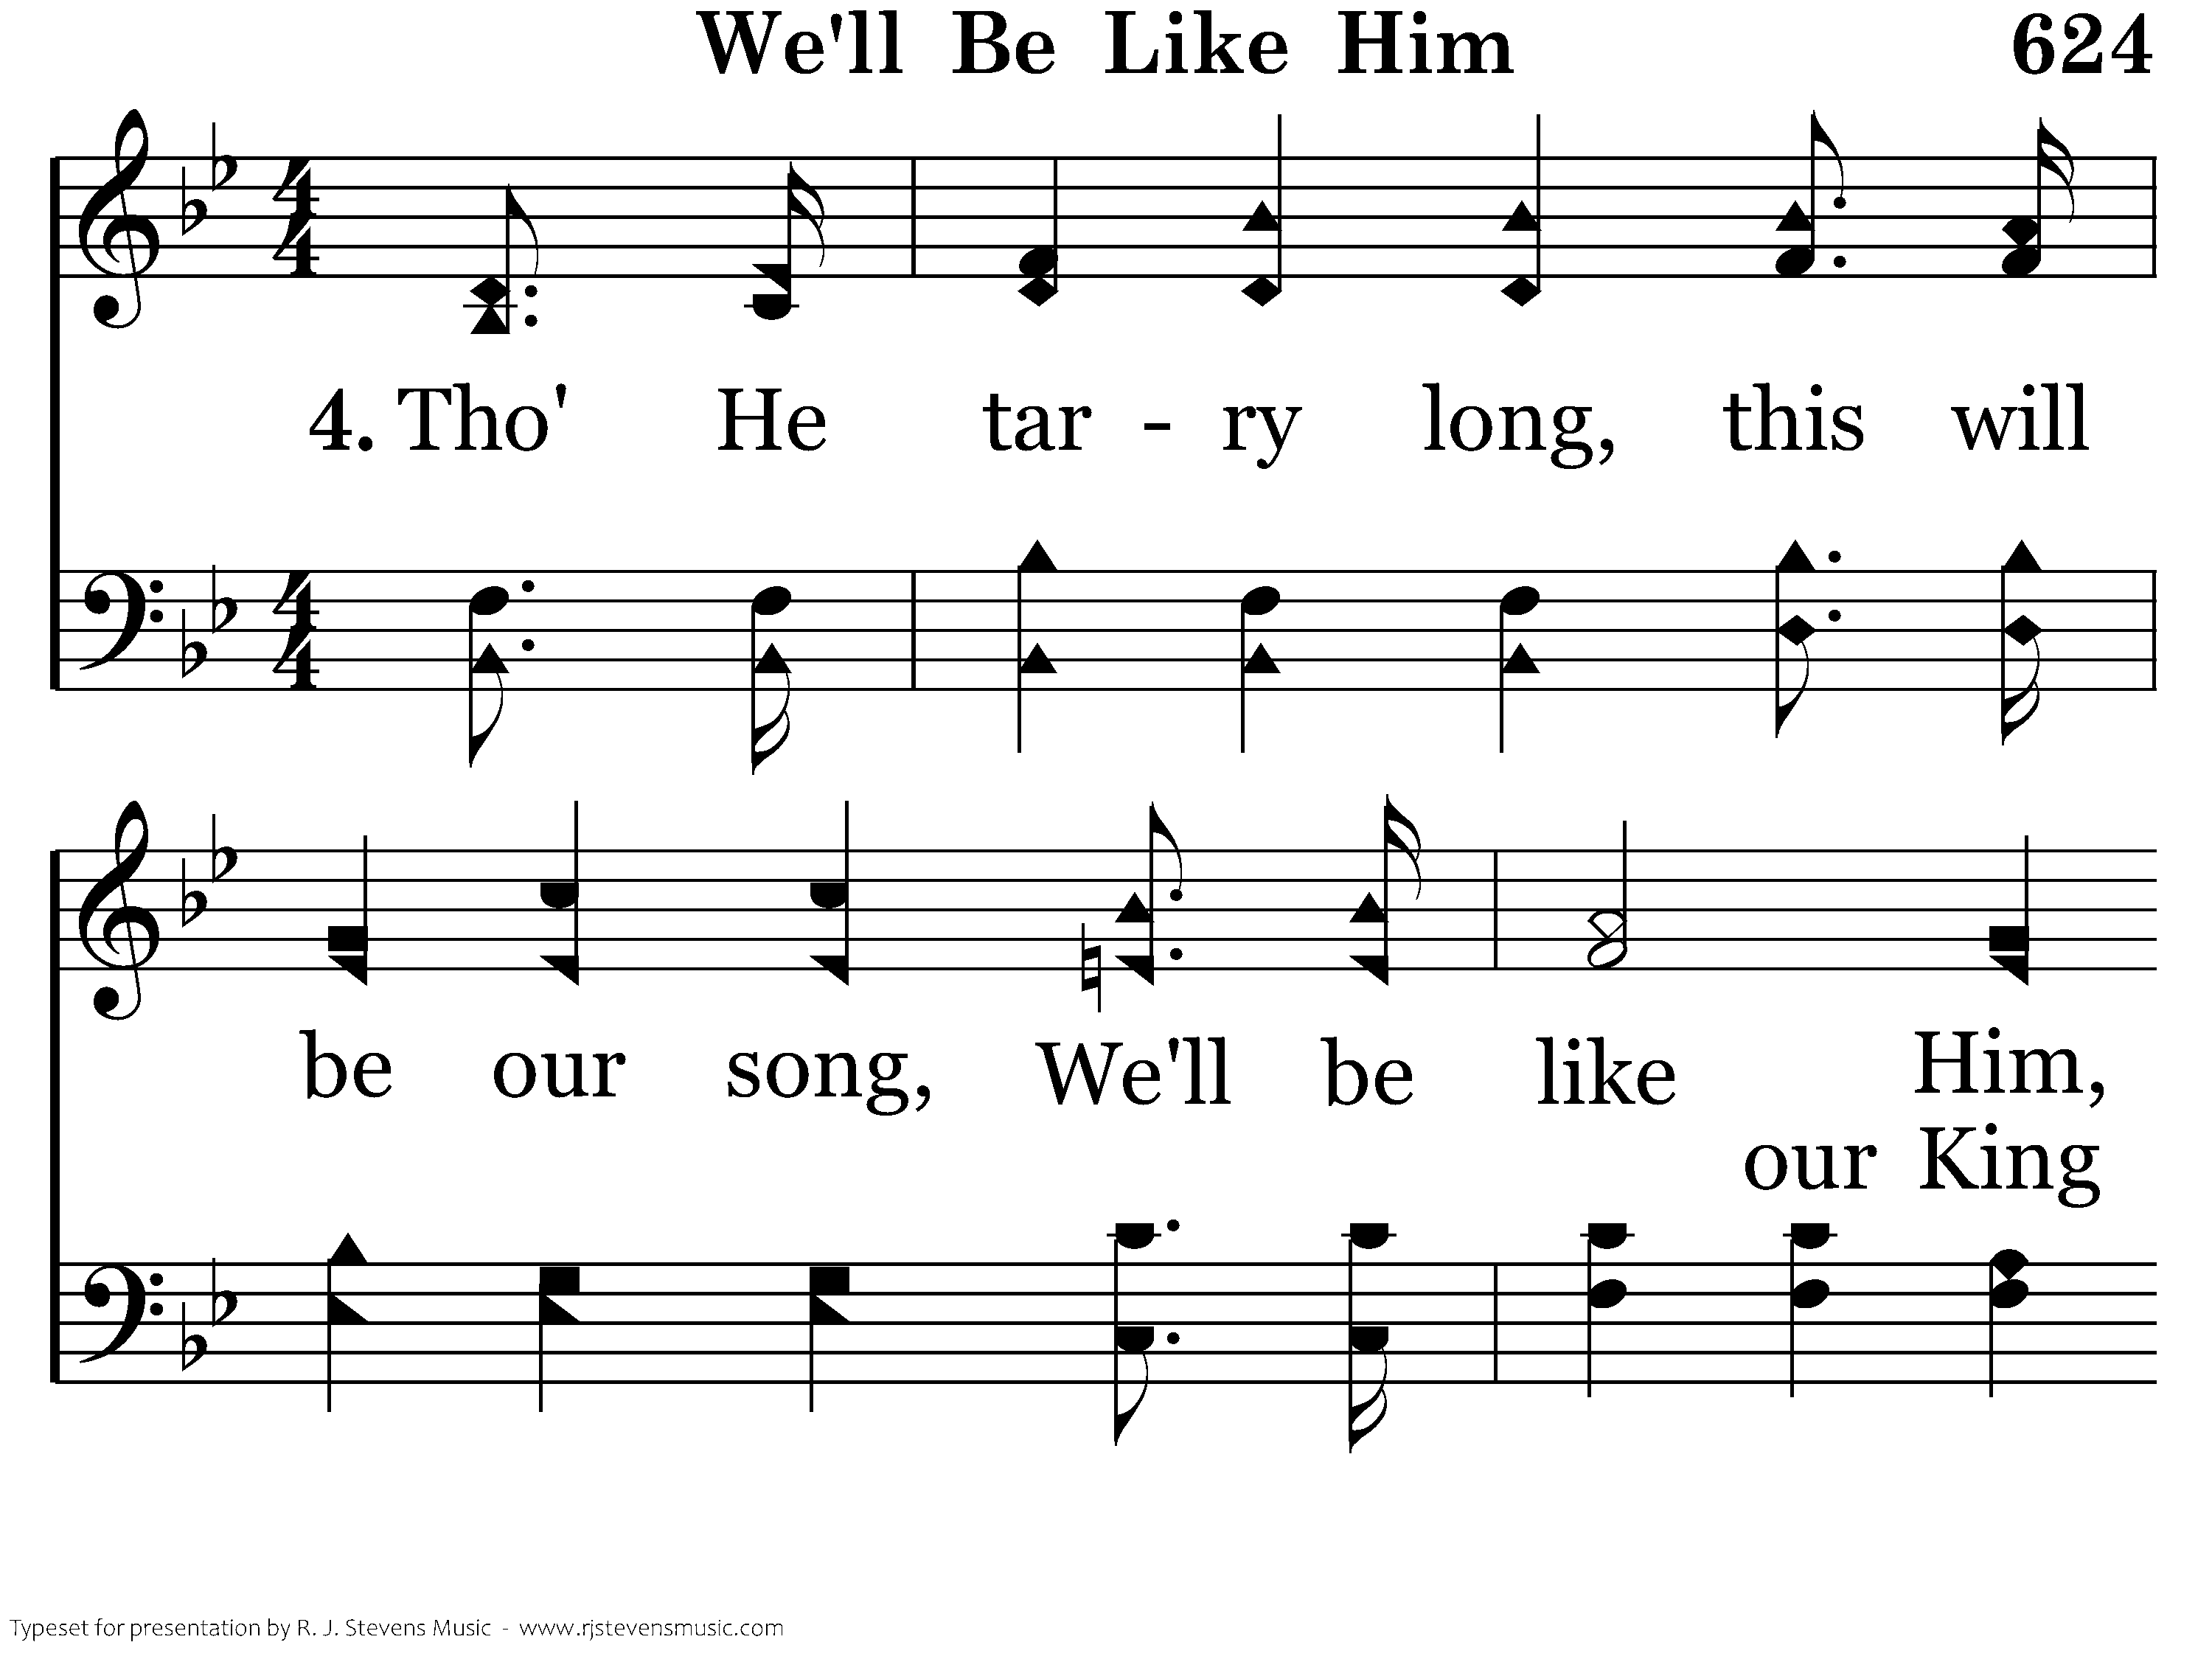 We'll Be Like Him 624
4. Tho' He tar - ry long, this will
be our song, We'll be like Him,
our King
Typeset for presentation by R. J. Stevens Music - www.rjstevensmusic.com